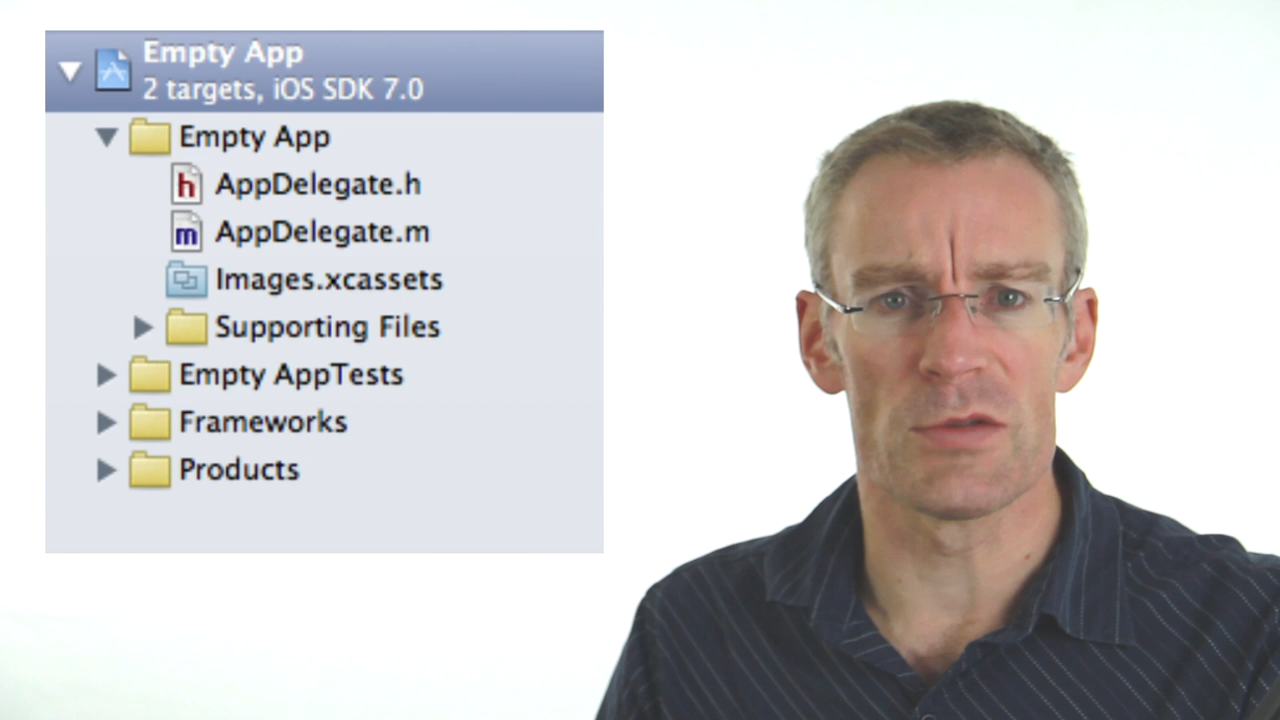 Empty App
2 targets, iOS SDK 7.0
Empty App
h AppDelegate.h
m AppDelegate.m
Images.xcassets
Supporting Files
Empty AppTests
Frameworks
Products